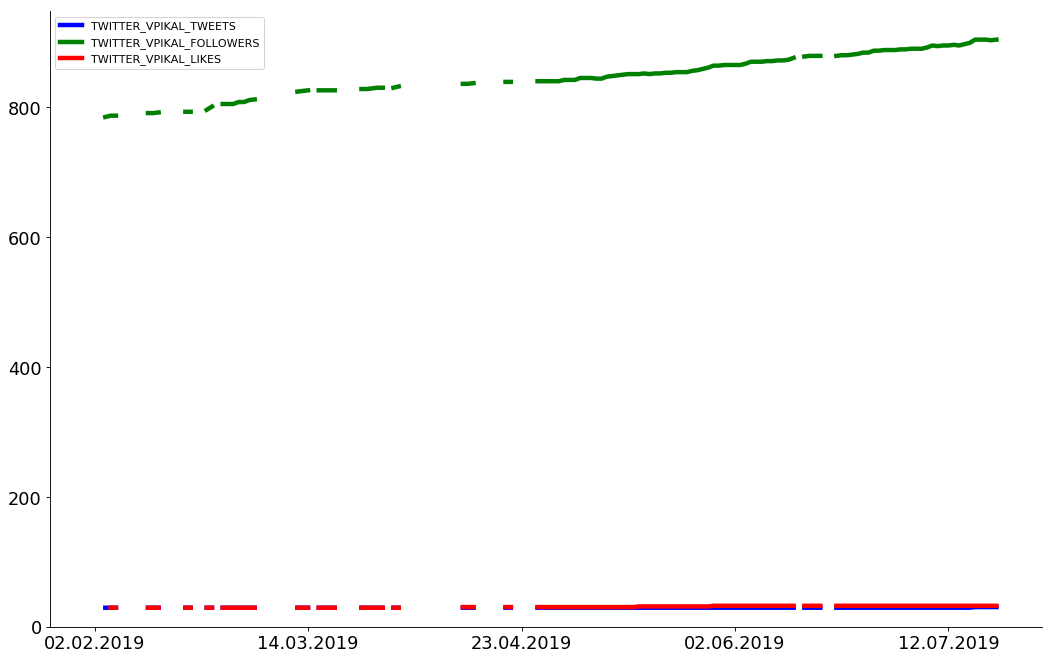 TWITTER_VPIKAL_TWEETS
TWITTER_VPIKAL_FOLLOWERS
TWITTER_VPIKAL_LIKES
800
600
400
200
0
02.02.2019 14.03.2019 23.04.2019 02.06.2019 12.07.2019